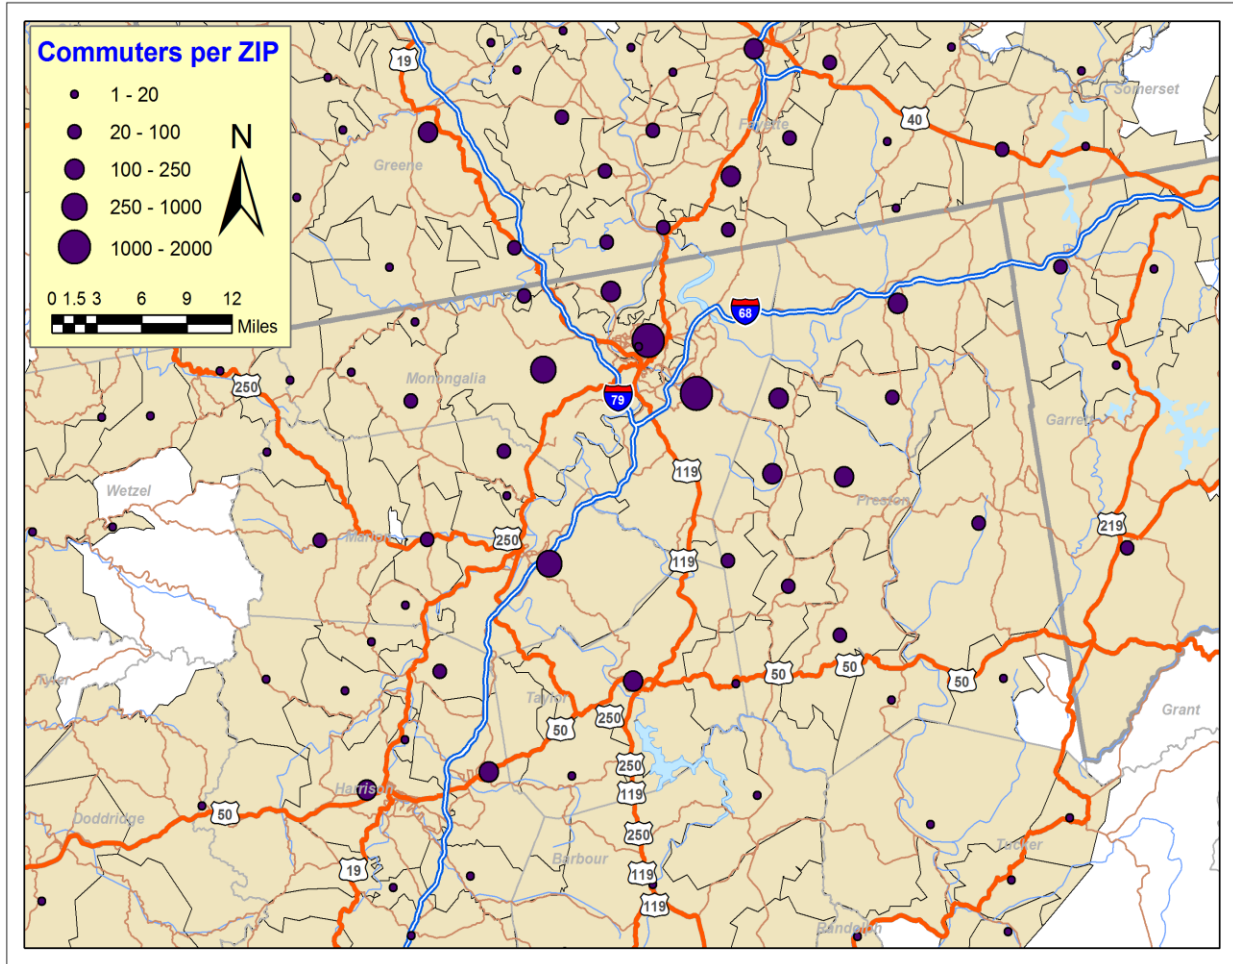 Commuters per ZIP
1 - 20
20 - 100
100 - 250
250 - 1000
1000 - 2000
N
0 1.5 3 6 9 12
Miles
19
Somerset
40
Fayette
Greene
68
250
Monongalia
79
Garrett
119
Wetzel
Preston
219
250
Marion
119
Tyler
50
50
50
Taylor
250
Grant
50
250
Harrison
119
50
Doddridge
250
Tucker
Barbour
19
119
119
Randolph